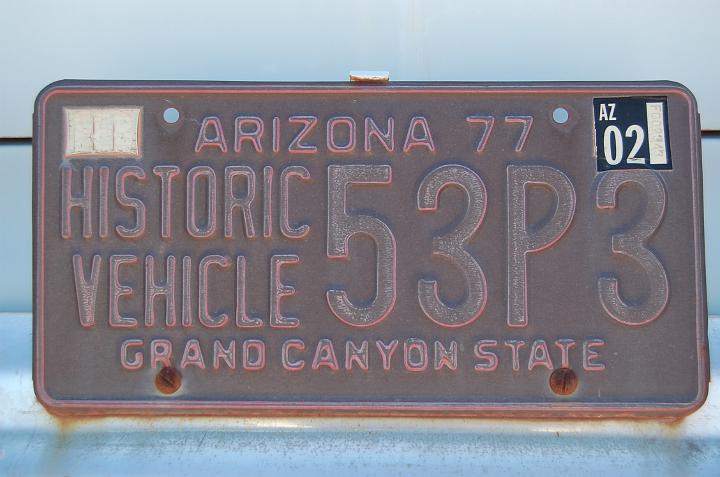 ARIZONA 77
AZ
02
HISTORIC
VEHICLE
53P3
GRAND CANYON STATE